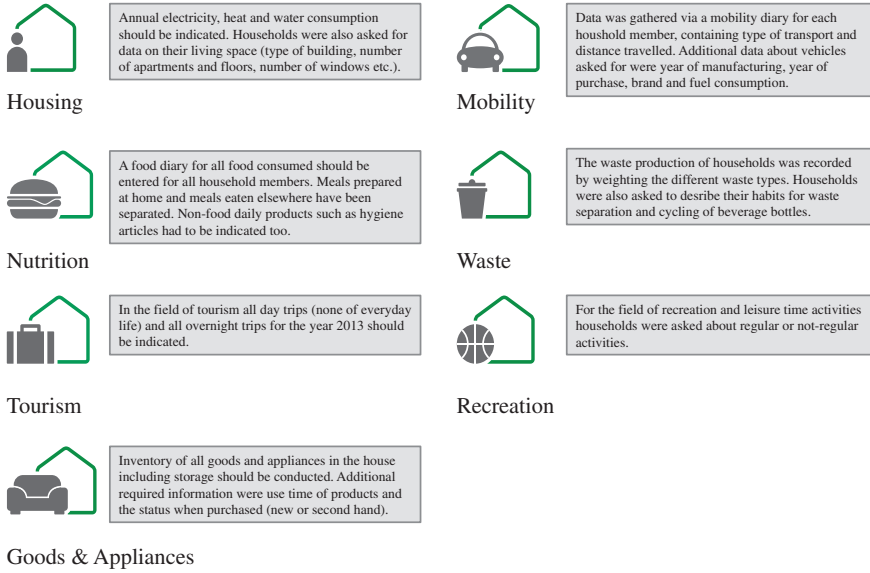 Annual electricity, heat and water consumption
should be indicated. Households were also asked for
data on their living space (type of building, number
of apartments and floors, number of windows etc.).
Housing
Data was gathered via a mobility diary for each
houshold member, containing type of transport and
distance travelled. Additional data about vehicles
asked for were year of manufacturing, year of
purchase, brand and fuel consumption.
Mobility
A food diary for all food consumed should be
entered for all household members. Meals prepared
at home and meals eaten elsewhere have been
separated. Non-food daily products such as hygiene
articles had to be indicated too.
Nutrition
The waste production of households was recorded
by weighting the different waste types. Households
were also asked to desribe their habits for waste
separation and cycling of beverage bottles.
Waste
In the field of tourism all day trips (none of everyday
life) and all overnight trips for the year 2013 should
be indicated.
Tourism
For the field of recreation and leisure time activities
households were asked about regular or not-regular
activities.
Recreation
Inventory of all goods and appliances in the house
including storage should be conducted. Additional
required information were use time of products and
the status when purchased (new or second hand).
Goods & Appliances